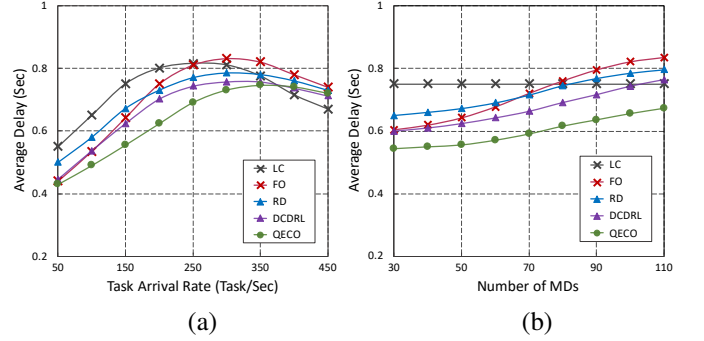 1
0.8
0.6
0.4
0.2
Average Delay (Sec)
50
150
250
350
450
Task Arrival Rate (Task/Sec)
LC
FO
RD
DCDRL
QECO
(a)
1
0.8
0.6
0.4
0.2
Average Delay (Sec)
30
50
70
90
110
Number of MDs
LC
FO
RD
DCDRL
QECO
(b)